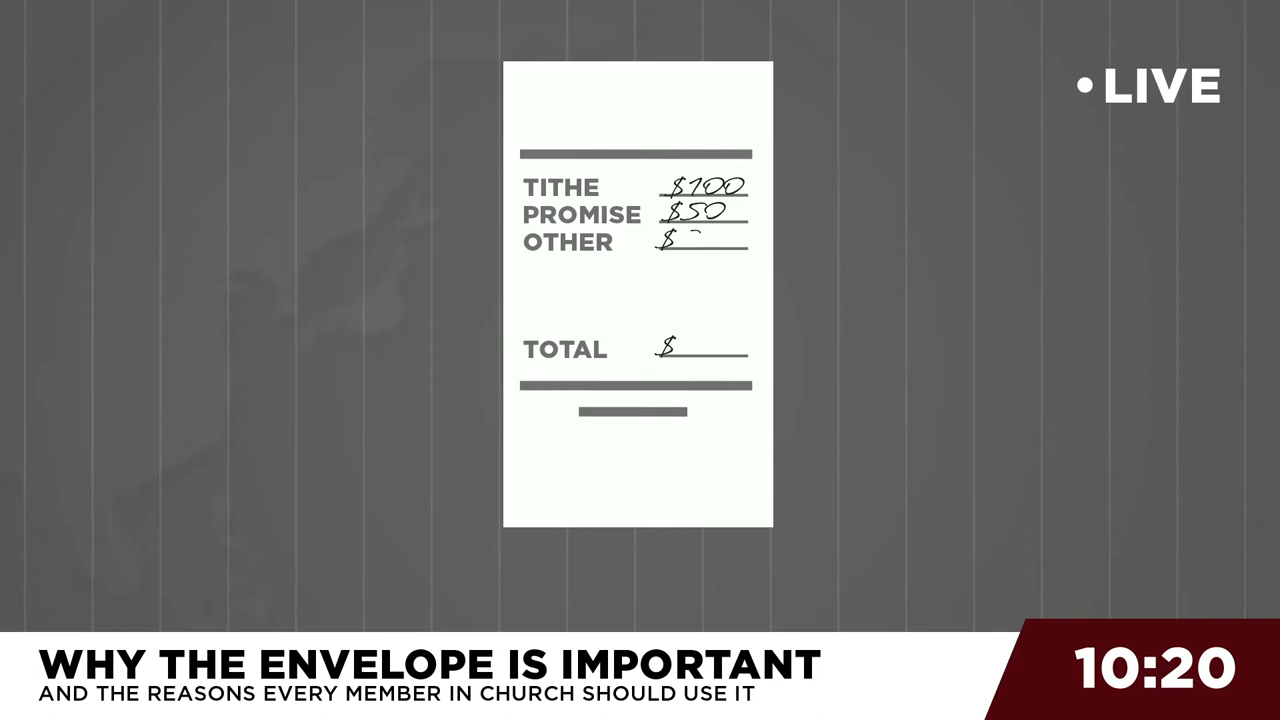 • LIVE
TITHE $100
PROMISE $50
OTHER $
TOTAL $
WHY THE ENVELOPE IS IMPORTANT
AND THE REASONS EVERY MEMBER IN CHURCH SHOULD USE IT
10:20